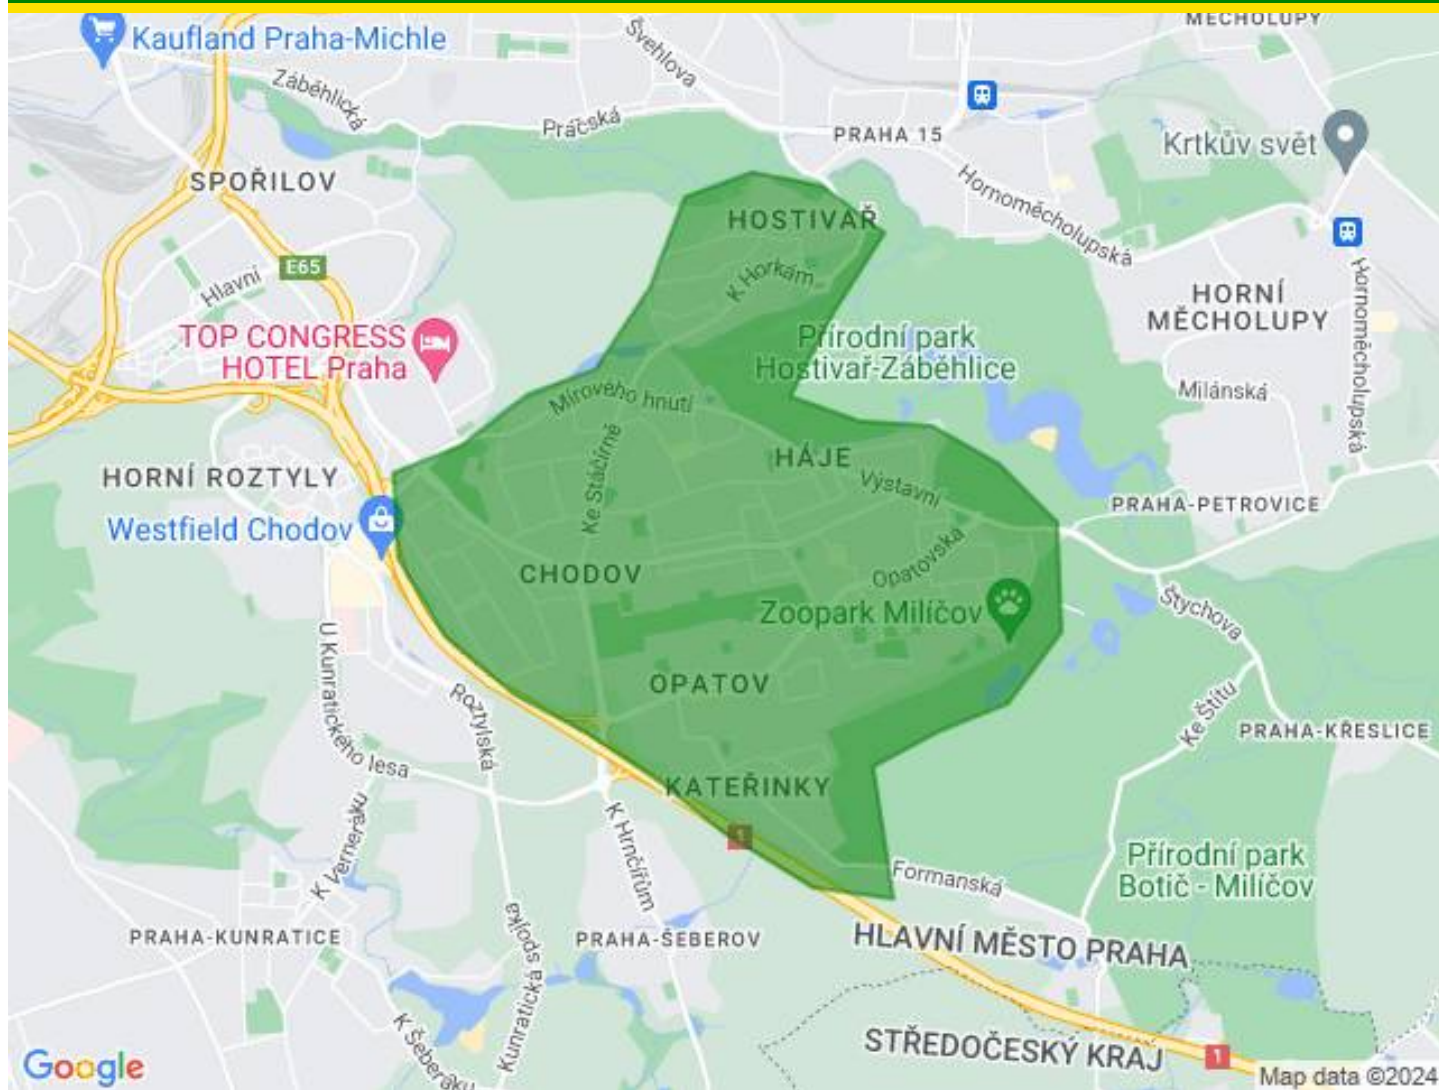 MĚCHOLUPY
Kaufland Praha-Michle
Švehlova
Záběhlická
Práčská
PRAHA 15
Krtkův svět
SPOŘILOV
Hornoměcholupská
HOSTIVAŘ
E65
K Horkám
Hlavní
HORNÍ
MĚCHOLUPY
Hornoměcholupská
TOP CONGRESS
HOTEL Praha
Přírodní park
Hostivař-Záběhlice
Milánská
Mírového hnutí
Ke Stáčírně
HÁJE
HORNÍ ROZTYLY
Výstavní
PRAHA-PETROVICE
Westfield Chodov
CHODOV
Opatovska
Zoopark Milíčov
Štychova
U Kunratického lesa
OPATOV
Roztylská
Ke Štítu
PRAHA-KŘESLICE
KATEŘINKY
K Verneráku
K Hrnčířům
1
Formanská
Přírodní park
Botič - Milíčov
PRAHA-KUNRATICE
Kunratická spojka
PRAHA-ŠEBEROV
HLAVNÍ MĚSTO PRAHA
K Šeberáku
STŘEDOČESKÝ KRAJ
1
Google
Map data ©2024